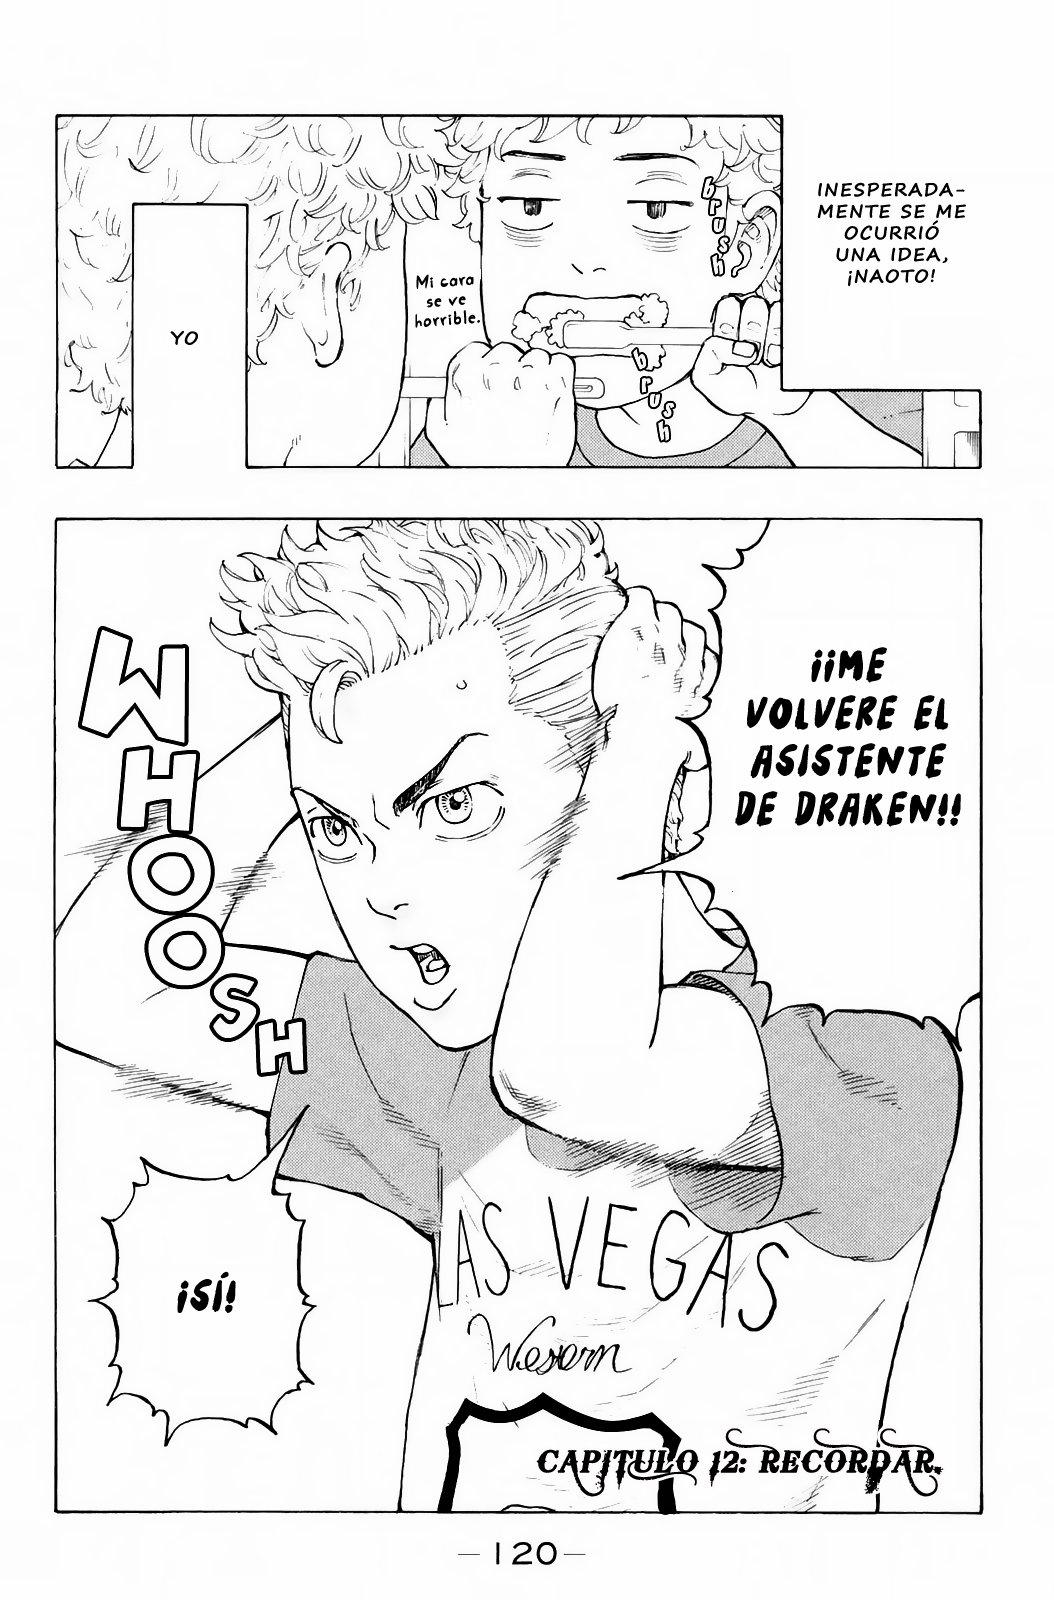 INESPERADA-
MENTE SE ME
OCURRIÓ
UNA IDEA,
¡NAOTO!
brush
brush
Mi cara
se ve
horrible.
YO
¡¡ME
VOLVERE EL
ASISTENTE
DE DRAKEN!!
WHOOSH
¡SÍ!
LAS VEGAS
Western
CAPITULO 12: RECORDAR.
—120—